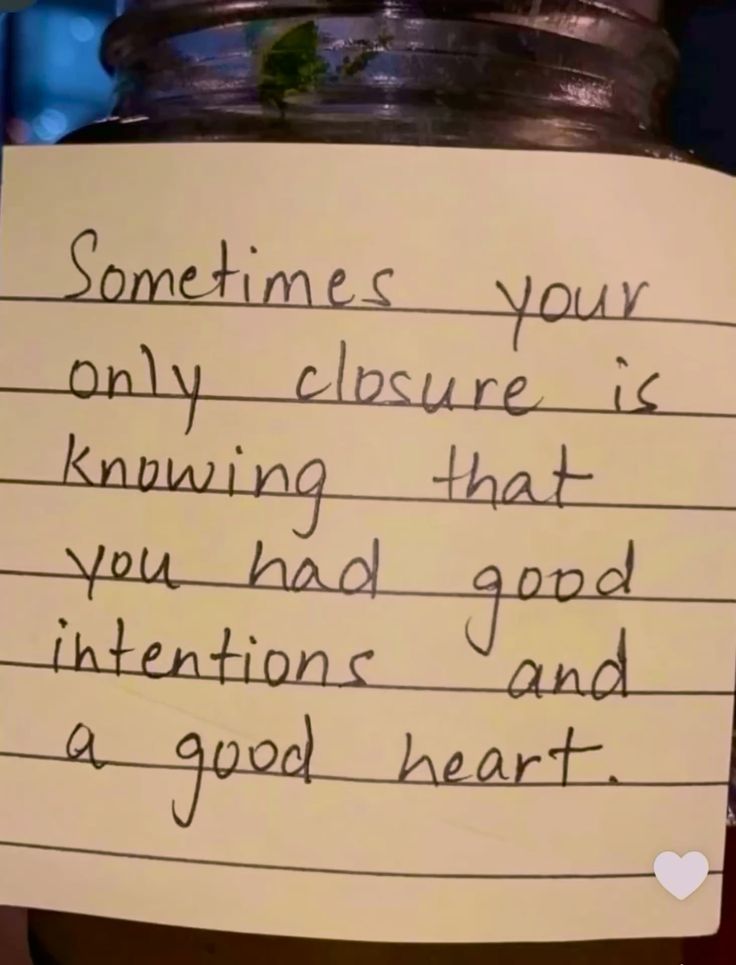 Sometimes your
only closure is
knowing that
you had good
intentions and
a good heart.